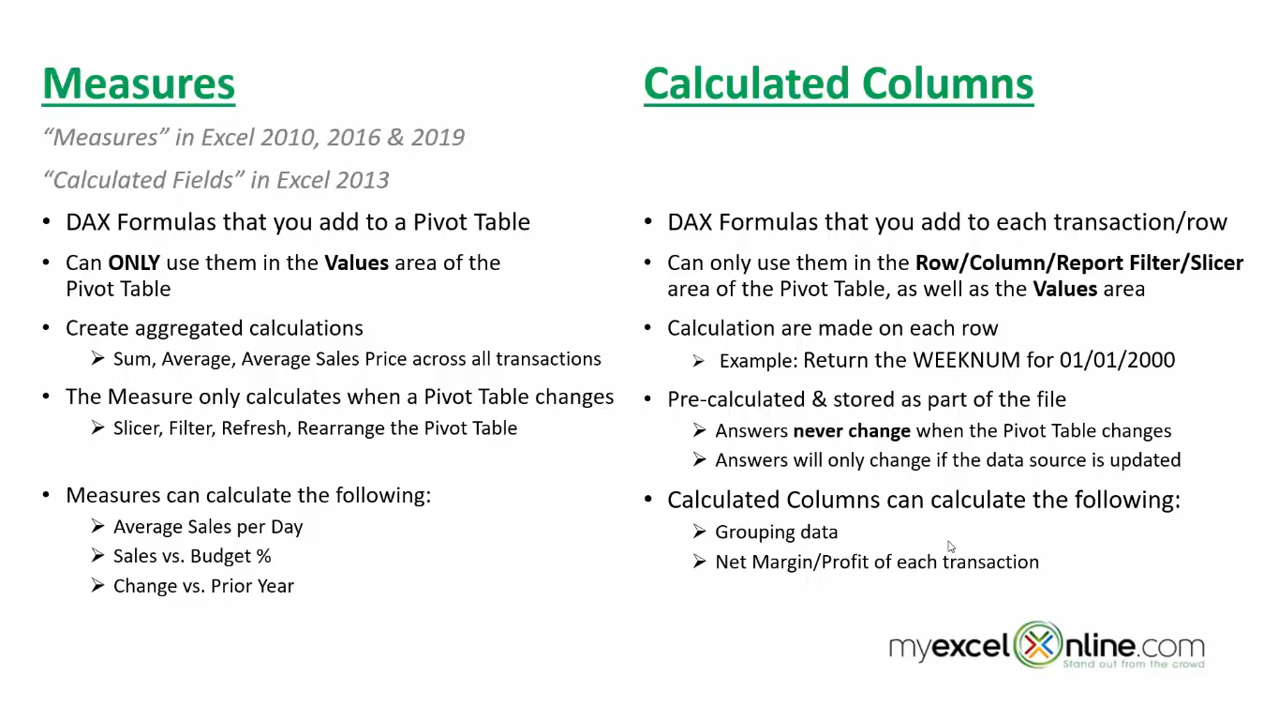 Measures
“Measures” in Excel 2010, 2016 & 2019
“Calculated Fields” in Excel 2013
• DAX Formulas that you add to a Pivot Table
• Can ONLY use them in the Values area of the
Pivot Table
• Create aggregated calculations
➢ Sum, Average, Average Sales Price across all transactions
• The Measure only calculates when a Pivot Table changes
➢ Slicer, Filter, Refresh, Rearrange the Pivot Table
• Measures can calculate the following:
➢ Average Sales per Day
➢ Sales vs. Budget %
➢ Change vs. Prior Year
Calculated Columns
• DAX Formulas that you add to each transaction/row
• Can only use them in the Row/Column/Report Filter/Slicer
area of the Pivot Table, as well as the Values area
• Calculation are made on each row
➢ Example: Return the WEEKNUM for 01/01/2000
• Pre-calculated & stored as part of the file
➢ Answers never change when the Pivot Table changes
➢ Answers will only change if the data source is updated
• Calculated Columns can calculate the following:
➢ Grouping data
➢ Net Margin/Profit of each transaction
myexcelOnline.com
Stand out from the crowd